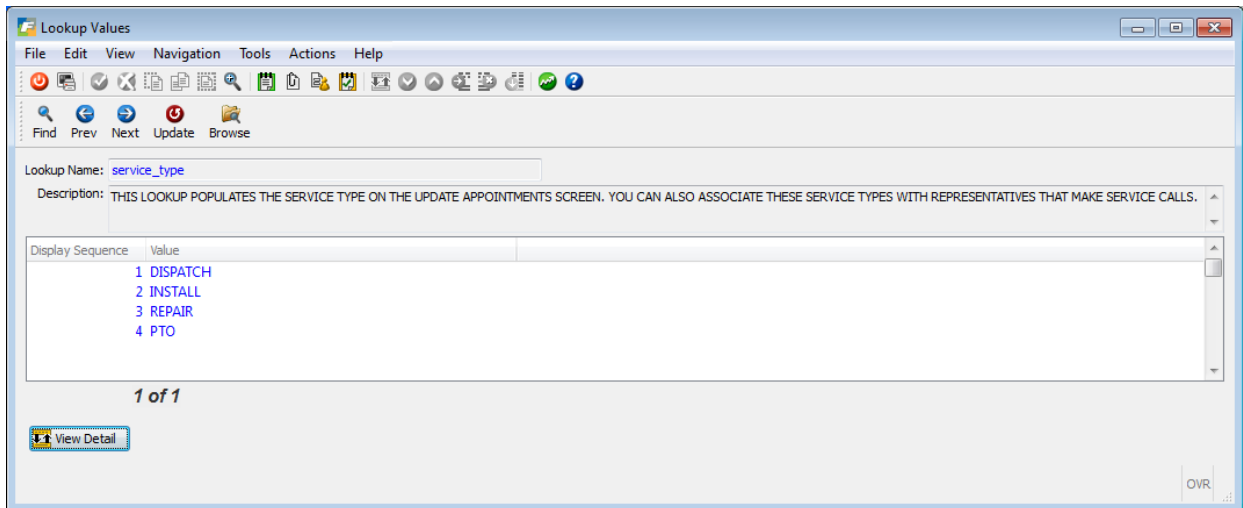 Lookup Values
File Edit View Navigation Tools Actions Help
Find Prev Next Update Browse
Lookup Name: service_type
Description: THIS LOOKUP POPULATES THE SERVICE TYPE ON THE UPDATE APPOINTMENTS SCREEN. YOU CAN ALSO ASSOCIATE THESE SERVICE TYPES WITH REPRESENTATIVES THAT MAKE SERVICE CALLS.
Display Sequence Value
1 DISPATCH
2 INSTALL
3 REPAIR
4 PTO
1 of 1
View Detail
OVR